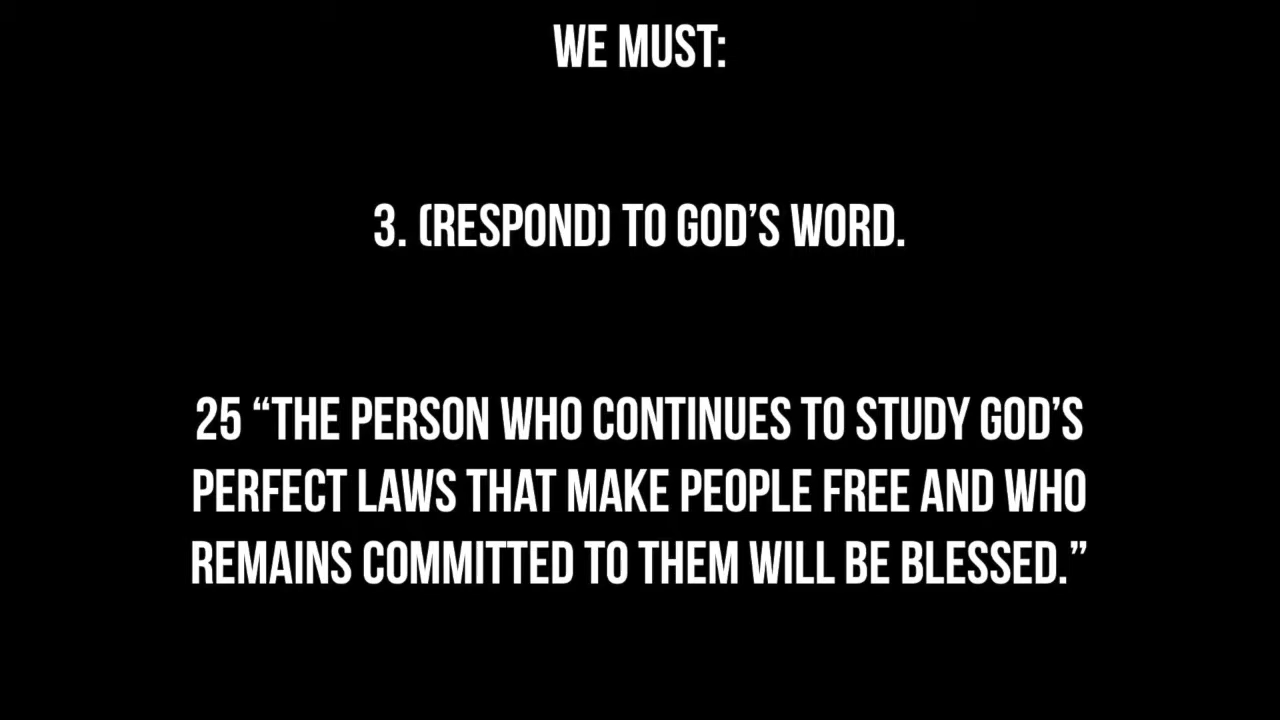 WE MUST:
3. (RESPOND) TO GOD’S WORD.
25 “THE PERSON WHO CONTINUES TO STUDY GOD’S
PERFECT LAWS THAT MAKE PEOPLE FREE AND WHO
REMAINS COMMITTED TO THEM WILL BE BLESSED.”